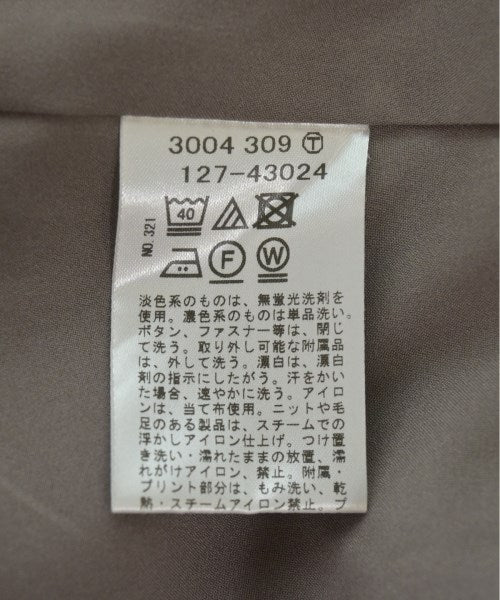 3004 309 Ⓣ
127-43024
NO.321
40
F W
淡色系のものは、無蛍光洗剤を
使用。濃色系のものは単品洗い。
ボタン、ファスナー等は、閉じ
て洗う。取り外し可能な附属品
は、外して洗う。漂白は、漂白
剤の指示にしたがう。汗をかい
た場合、速やかに洗う。アイロ
ンは、当て布使用。ニットや毛
足のある製品は、スチームでの
浮かしアイロン仕上げ。つけ置
き洗い・濡れたままの放置、濡
れがけアイロン、禁止。附属・
プリント部分は、もみ洗い、乾
熱・スチームアイロン禁止。プ